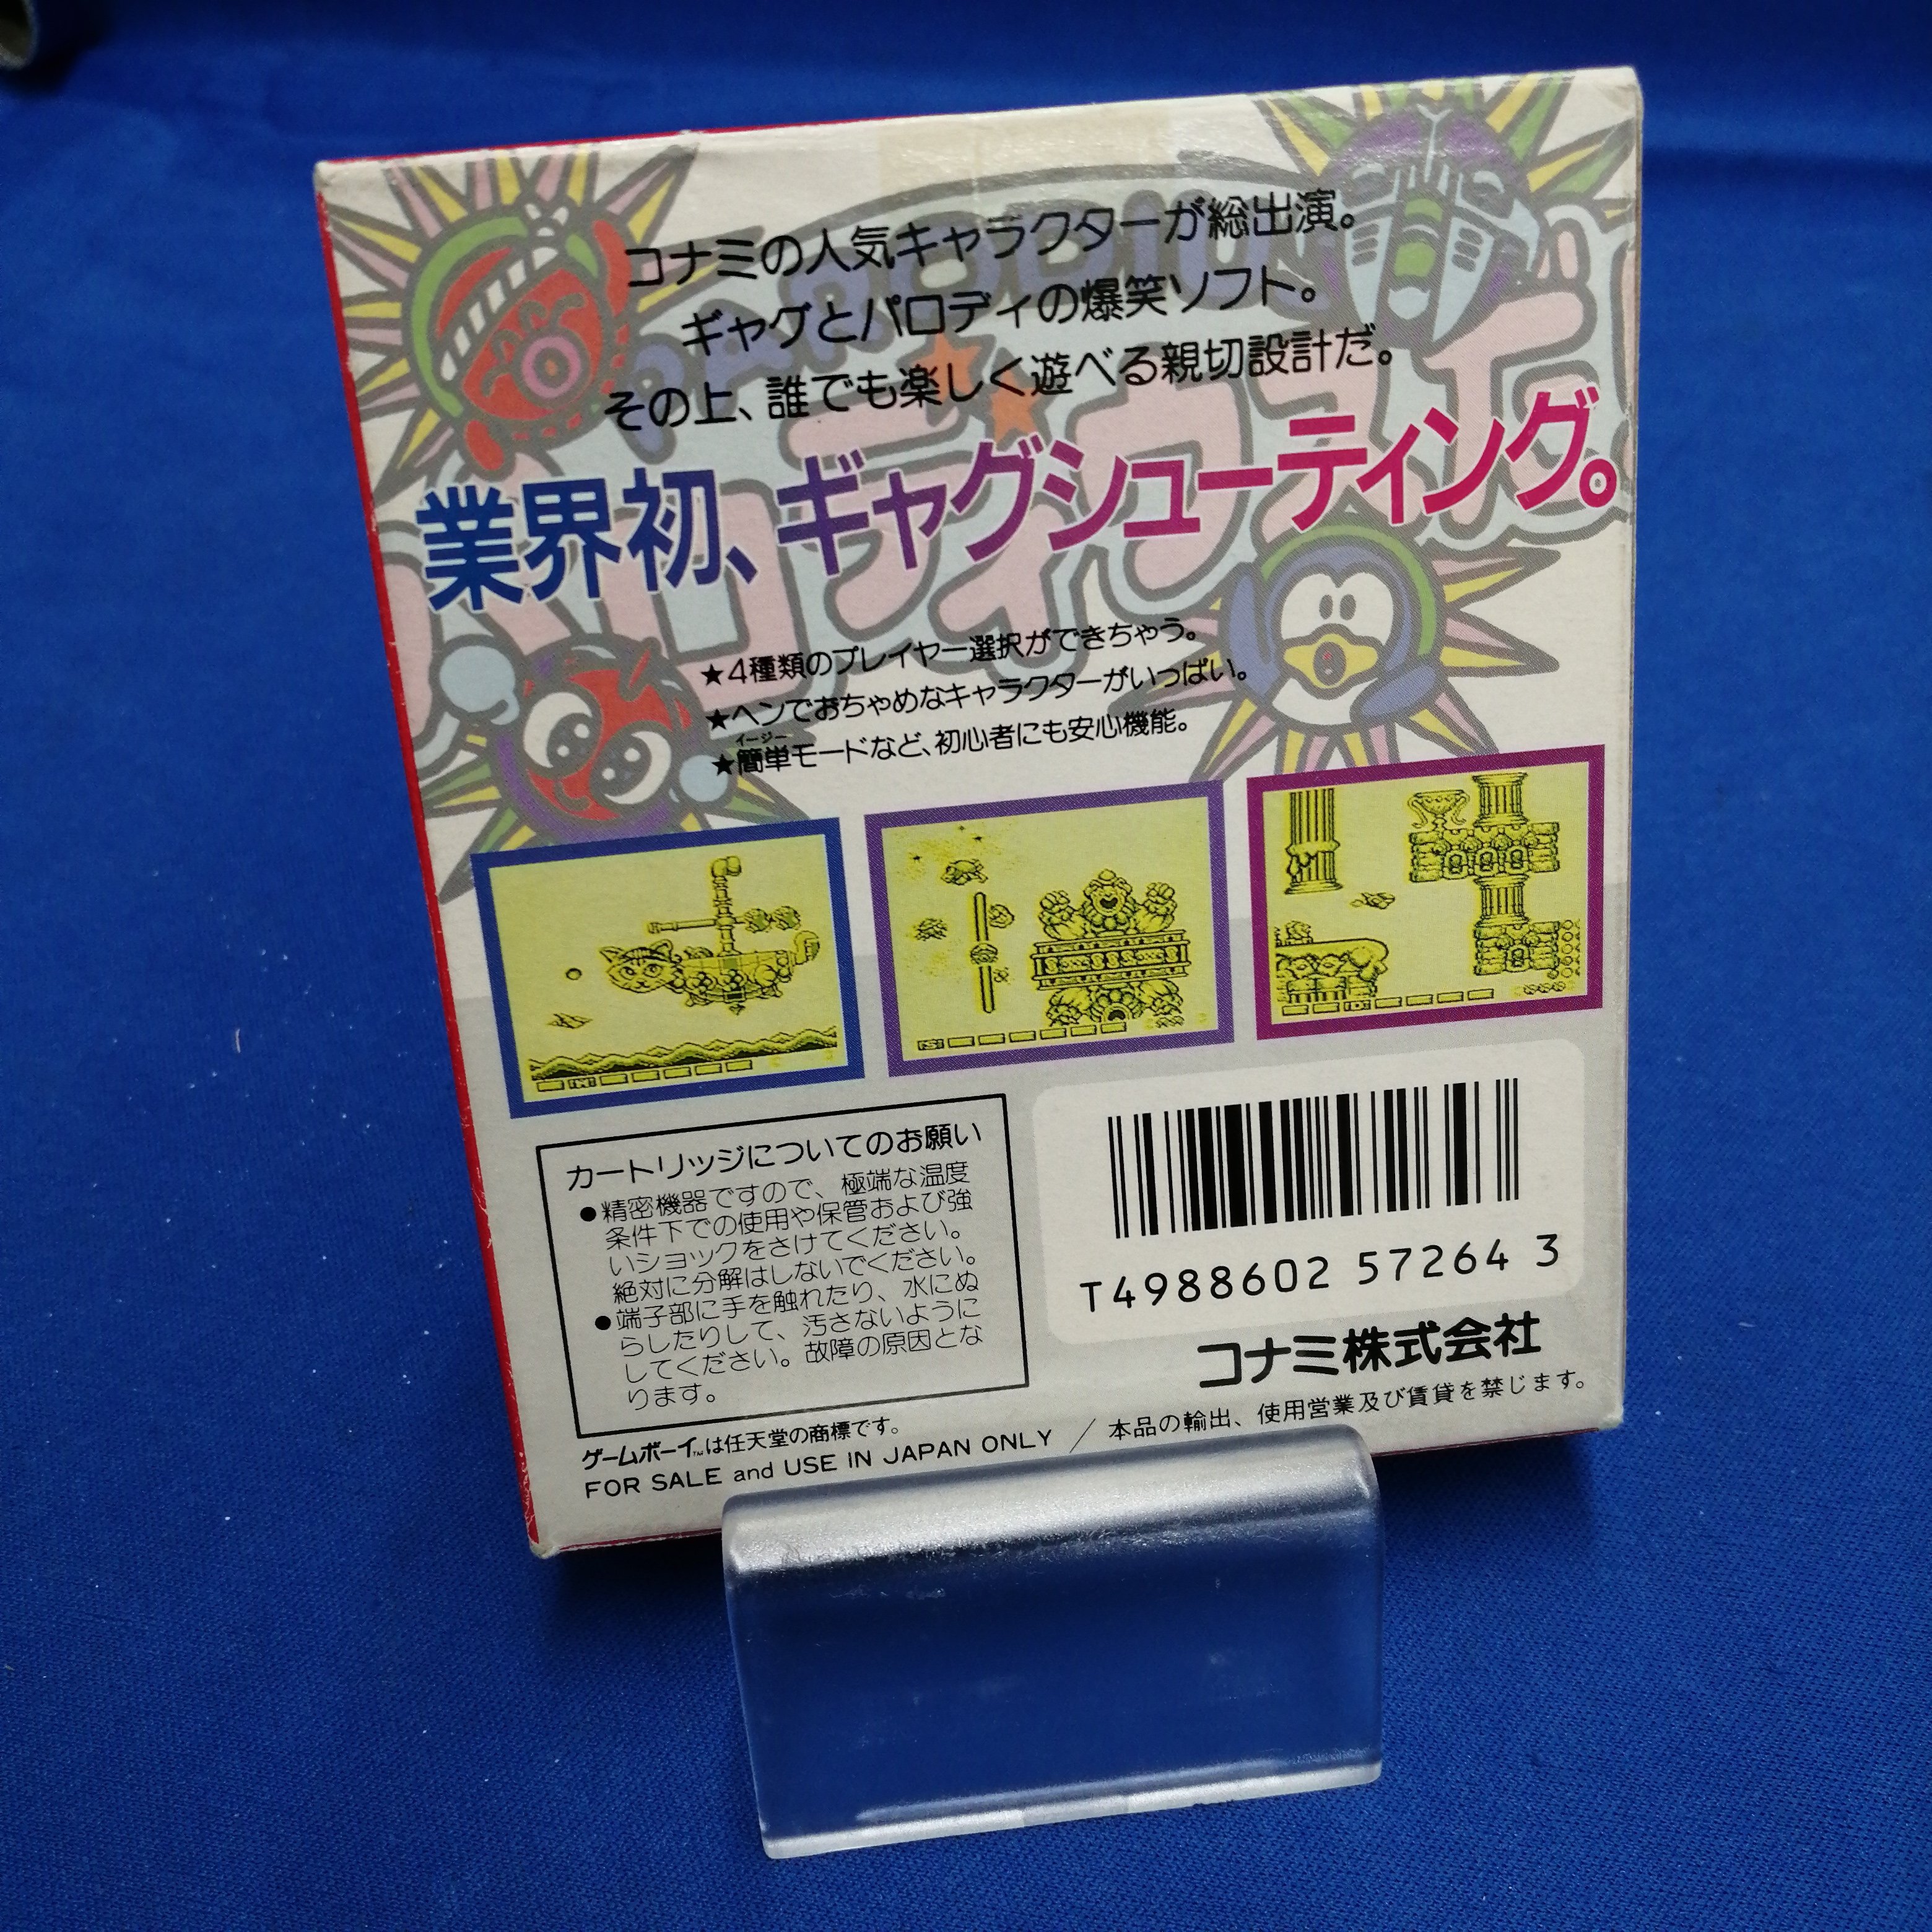 コナミの人気キャラクターが総出演。
ギャグとパロディの爆笑ソフト。
その上、誰でも楽しく遊べる親切設計だ。
業界初、ギャグシューティング。
★4種類のプレイヤー選択ができちゃう。
★ヘンでおちゃめなキャラクターがいっぱい。
イージー
★簡単モードなど、初心者にも安心機能。
カートリッジについてのお願い
●精密機器ですので、極端な温度
条件下での使用や保管および強
いショックをさけてください。
絶対に分解はしないでください。
●端子部に手を触れたり、水にぬ
らしたりして、汚さないように
してください。故障の原因とな
ります。
T4988602 57264 3
コナミ株式会社
ゲームボーイ™は任天堂の商標です。
FOR SALE and USE IN JAPAN ONLY ／ 本品の輸出、使用営業及び賃貸を禁じます。